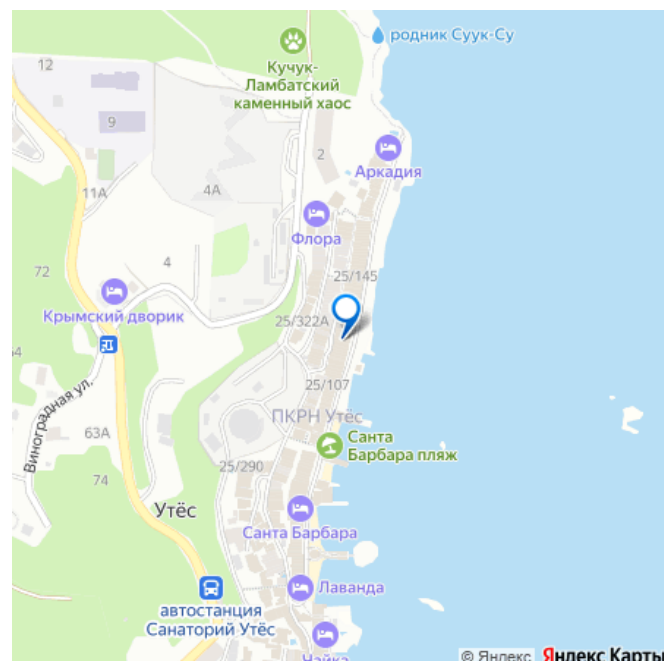 родник Суук-Су
12
Кучук-
Ламбатский
каменный хаос
9
2
Аркадия
11А
4А
Флора
72
4
25/145
Крымский дворик
25/322А
Виноградная ул.
25/107
ПКРН Утёс
63А
Санта
Барбара пляж
25/290
74
Утёс
Санта Барбара
автостанция
Санаторий Утёс
Лаванда
Чайка
© Яндекс Яндекс Карты